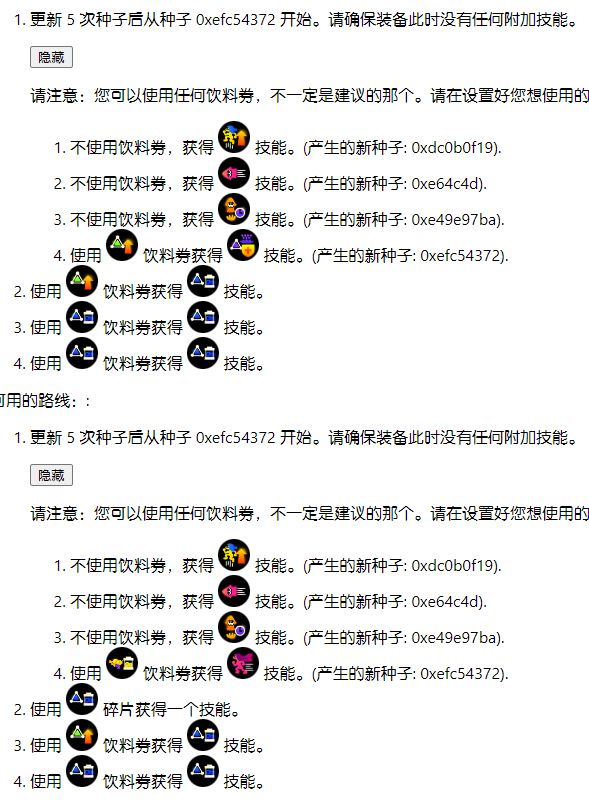 1. 更新 5 次种子后从种子 0xefc54372 开始。请确保装备此时没有任何附加技能。
隐藏
请注意：您可以使用任何饮料券，不一定是建议的那个。请在设置好您想使用的
1. 不使用饮料券，获得 技能。(产生的新种子: 0xdc0b0f19).
2. 不使用饮料券，获得 技能。(产生的新种子: 0xe64c4d).
3. 不使用饮料券，获得 技能。(产生的新种子: 0xe49e97ba).
4. 使用 饮料券获得 技能。(产生的新种子: 0xefc54372).
2. 使用 饮料券获得 技能。
3. 使用 饮料券获得 技能。
4. 使用 饮料券获得 技能。
可用的路线：:
1. 更新 5 次种子后从种子 0xefc54372 开始。请确保装备此时没有任何附加技能。
隐藏
请注意：您可以使用任何饮料券，不一定是建议的那个。请在设置好您想使用的
1. 不使用饮料券，获得 技能。(产生的新种子: 0xdc0b0f19).
2. 不使用饮料券，获得 技能。(产生的新种子: 0xe64c4d).
3. 不使用饮料券，获得 技能。(产生的新种子: 0xe49e97ba).
4. 使用 饮料券获得 技能。(产生的新种子: 0xefc54372).
2. 使用 碎片获得一个技能。
3. 使用 饮料券获得 技能。
4. 使用 饮料券获得 技能。